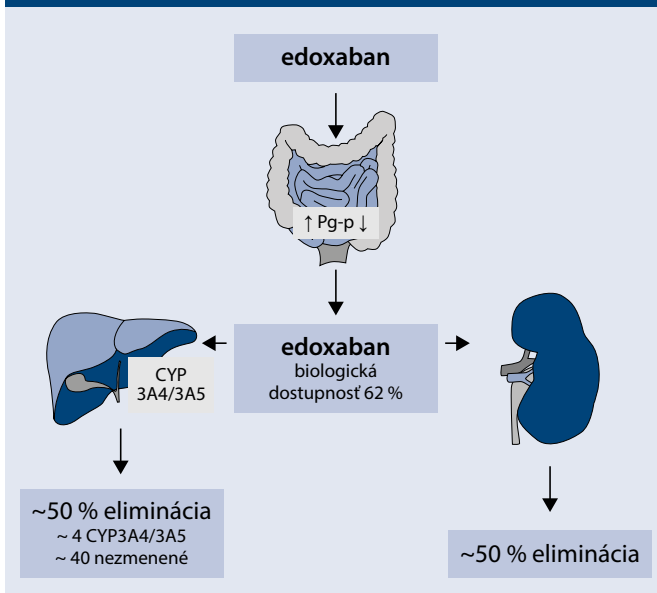 edoxaban
↑ Pg-p ↓
edoxaban
biologická
dostupnosť 62 %
CYP
3A4/3A5
~50 % eliminácia
~ 4 CYP3A4/3A5
~ 40 nezmenené
~50 % eliminácia